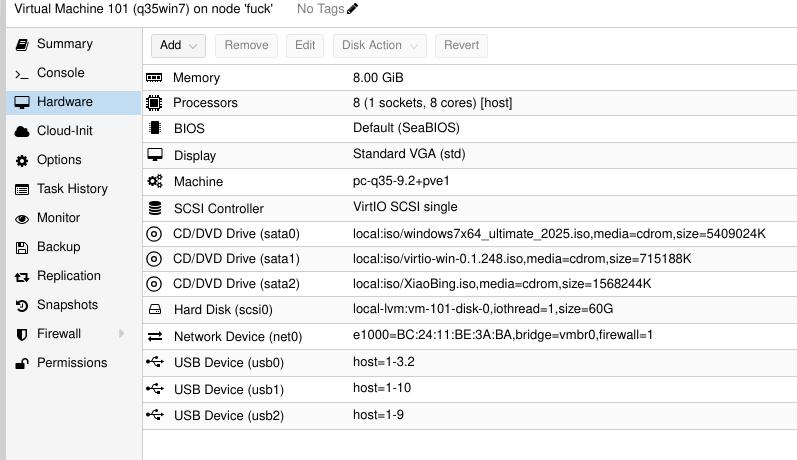 Virtual Machine 101 (q35win7) on node 'fuck' No Tags
Summary
Console
Hardware
Cloud-Init
Options
Task History
Monitor
Backup
Replication
Snapshots
Firewall
Permissions
Add Remove Edit Disk Action Revert
Memory 8.00 GiB
Processors 8 (1 sockets, 8 cores) [host]
BIOS Default (SeaBIOS)
Display Standard VGA (std)
Machine pc-q35-9.2+pve1
SCSI Controller VirtIO SCSI single
CD/DVD Drive (sata0) local:iso/windows7x64_ultimate_2025.iso,media=cdrom,size=5409024K
CD/DVD Drive (sata1) local:iso/virtio-win-0.1.248.iso,media=cdrom,size=715188K
CD/DVD Drive (sata2) local:iso/XiaoBing.iso,media=cdrom,size=1568244K
Hard Disk (scsi0) local-lvm:vm-101-disk-0,iothread=1,size=60G
Network Device (net0) e1000=BC:24:11:BE:3A:BA,bridge=vmbr0,firewall=1
USB Device (usb0) host=1-3.2
USB Device (usb1) host=1-10
USB Device (usb2) host=1-9